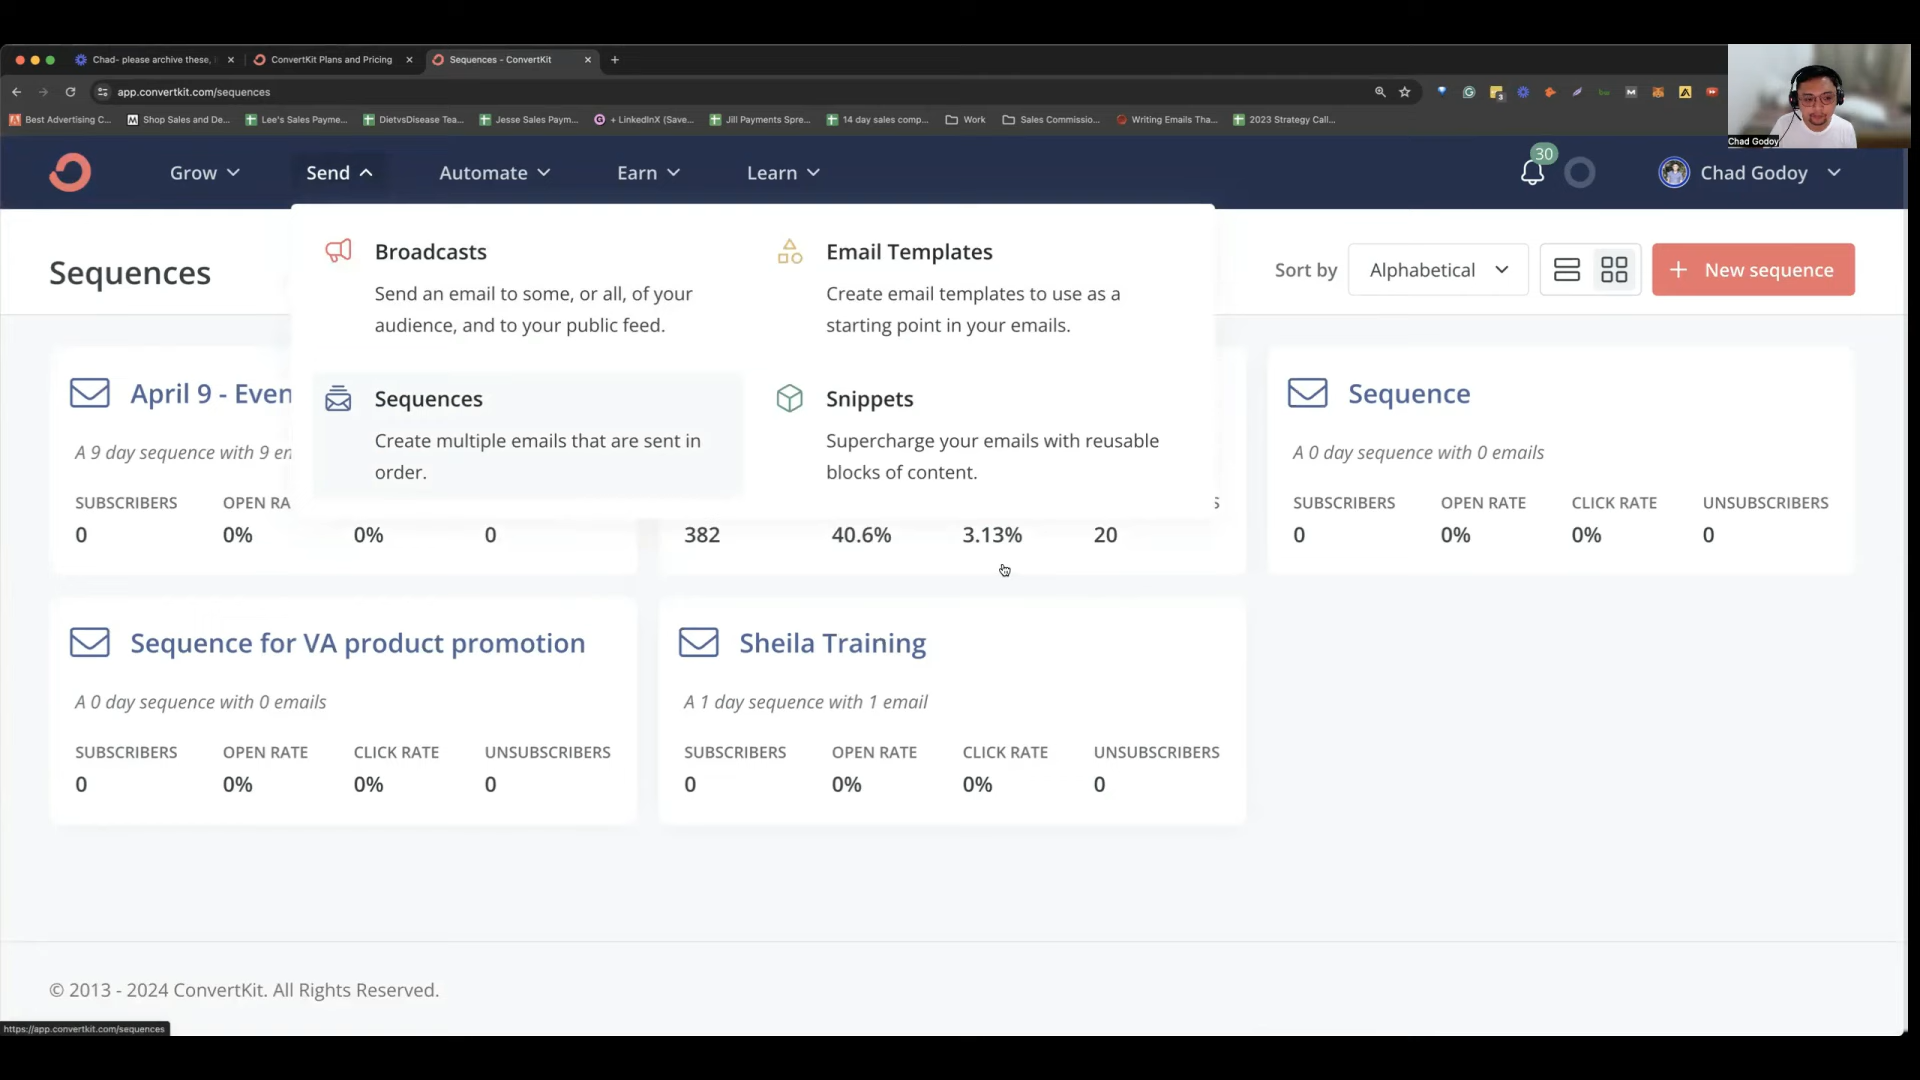 Chad- please archive these,
ConvertKit Plans and Pricing
Sequences - ConvertKit
app.convertkit.com/sequences
Best Advertising C...
Shop Sales and De...
Lee's Sales Payme...
DietvsDisease Tea...
Jesse Sales Paym...
+ LinkedInX (Save...
Jill Payments Spre...
14 day sales comp...
Work
Sales Commissio...
Writing Emails Tha...
2023 Strategy Call...
Chad Godoy
Grow
Send
Automate
Earn
Learn
30
Chad Godoy
Sequences
Broadcasts
Send an email to some, or all, of your
audience, and to your public feed.
Email Templates
Create email templates to use as a
starting point in your emails.
Sequences
Create multiple emails that are sent in
order.
Snippets
Supercharge your emails with reusable
blocks of content.
Sort by
Alphabetical
New sequence
April 9 - Even
A 9 day sequence with 9 en
SUBSCRIBERS
OPEN RA
0
0%
0%
0
S
382
40.6%
3.13%
20
Sequence
A 0 day sequence with 0 emails
SUBSCRIBERS
OPEN RATE
CLICK RATE
UNSUBSCRIBERS
0
0%
0%
0
Sequence for VA product promotion
A 0 day sequence with 0 emails
SUBSCRIBERS
OPEN RATE
CLICK RATE
UNSUBSCRIBERS
0
0%
0%
0
Sheila Training
A 1 day sequence with 1 email
SUBSCRIBERS
OPEN RATE
CLICK RATE
UNSUBSCRIBERS
0
0%
0%
0
© 2013 - 2024 ConvertKit. All Rights Reserved.
https://app.convertkit.com/sequences